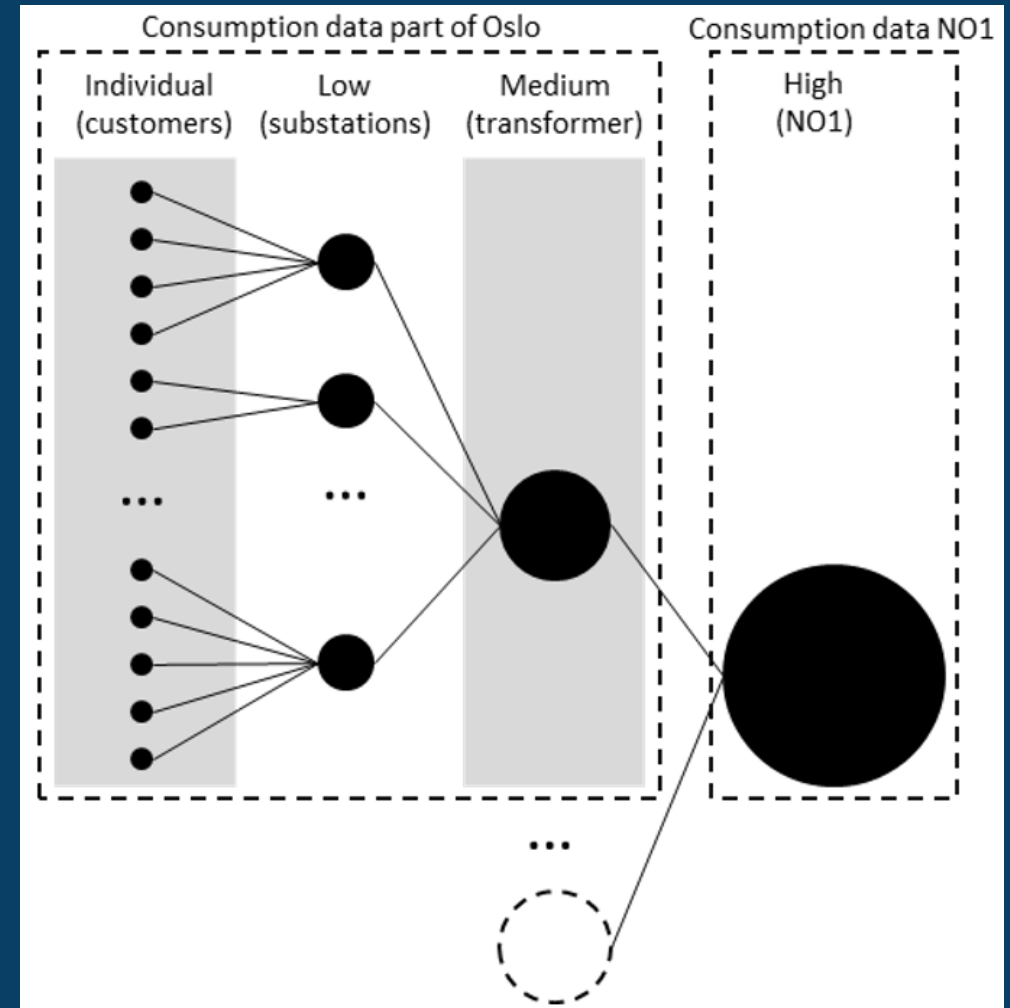 Consumption data part of Oslo
Consumption data NO1
Individual
(customers)
Low
(substations)
Medium
(transformer)
High
(NO1)
...
...
...